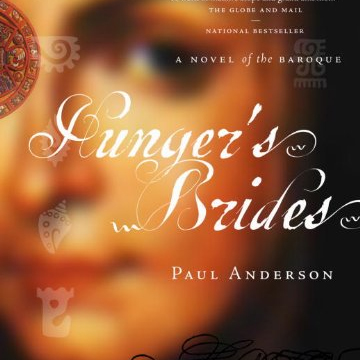 THE GLOBE AND MAIL
NATIONAL BESTSELLER
A NOVEL of the BAROQUE
Hunger's
Brides
PAUL ANDERSON